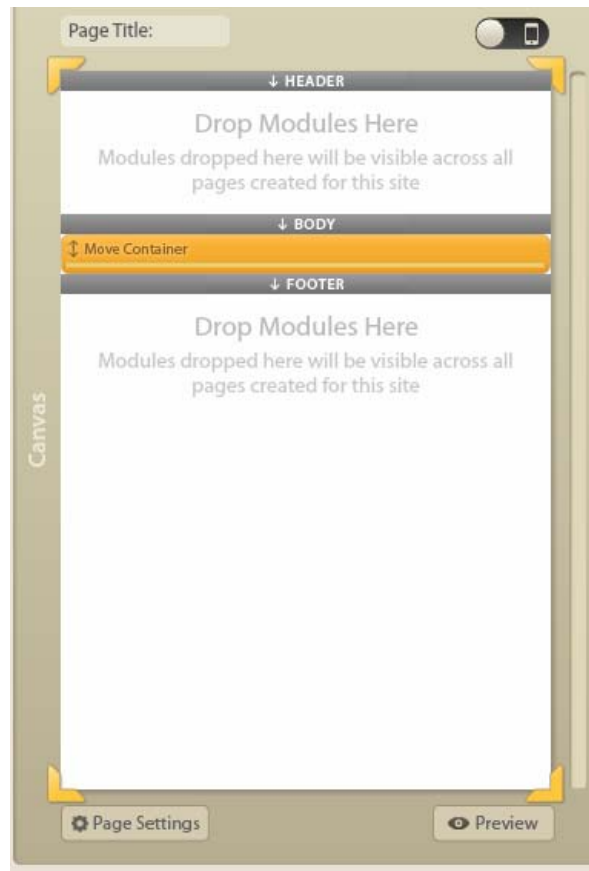 Page Title:
↓ HEADER
Drop Modules Here
Modules dropped here will be visible across all
pages created for this site
↓ BODY
Move Container
↓ FOOTER
Drop Modules Here
Modules dropped here will be visible across all
pages created for this site
Canvas
Page Settings
Preview